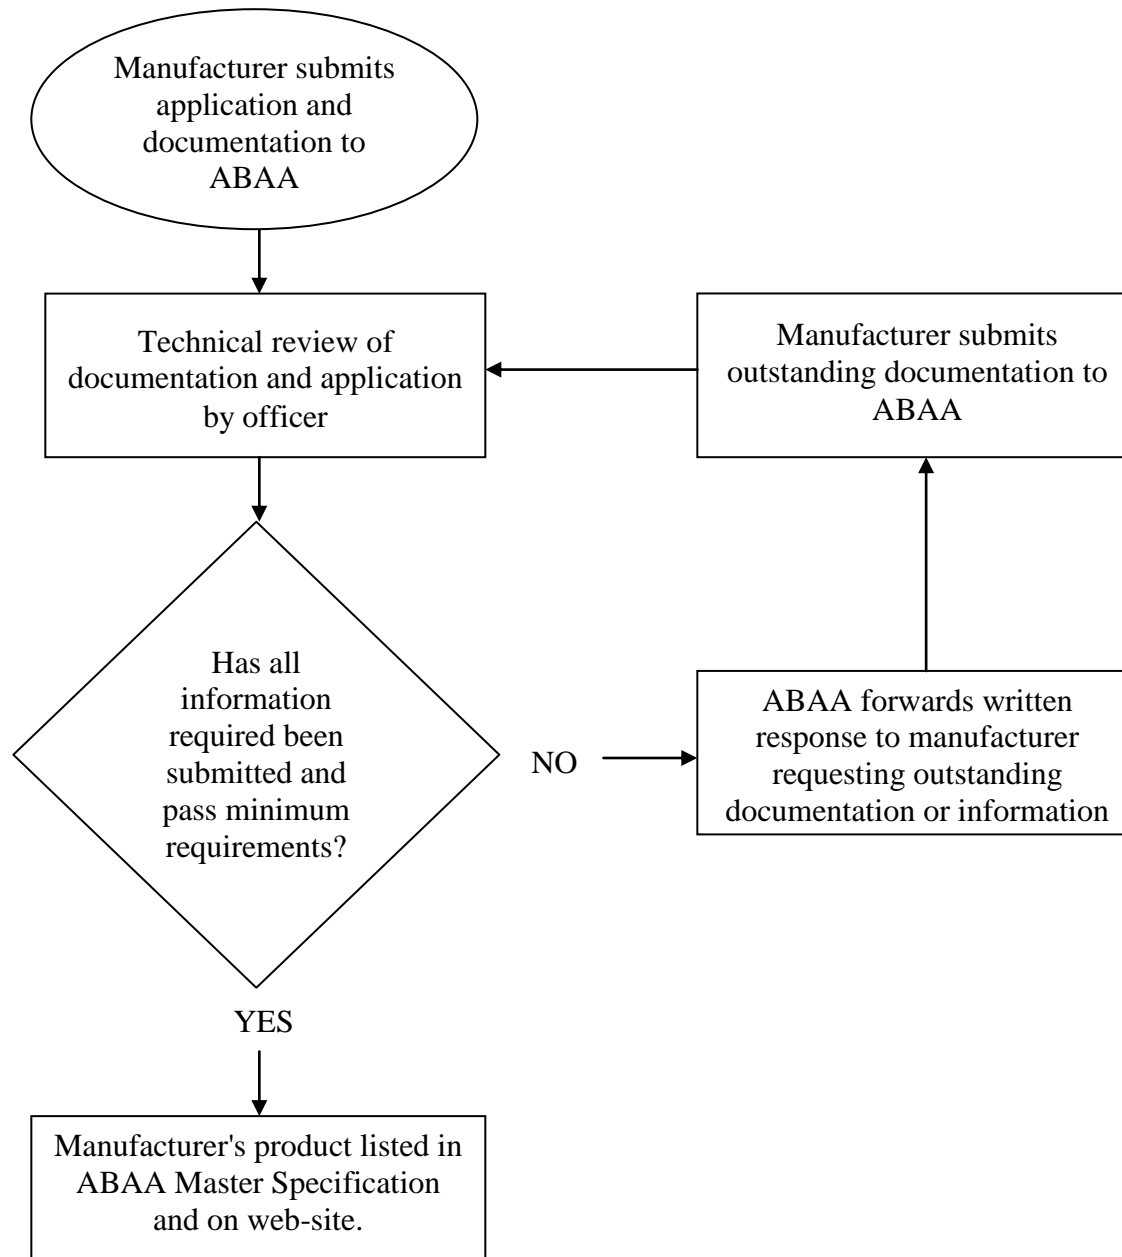 Manufacturer submits
application and
documentation to
ABAA
Technical review of
documentation and application
by officer
Manufacturer submits
outstanding documentation to
ABAA
Has all
information
required been
submitted and
pass minimum
requirements?
NO
ABAA forwards written
response to manufacturer
requesting outstanding
documentation or information
YES
Manufacturer's product listed in
ABAA Master Specification
and on web-site.